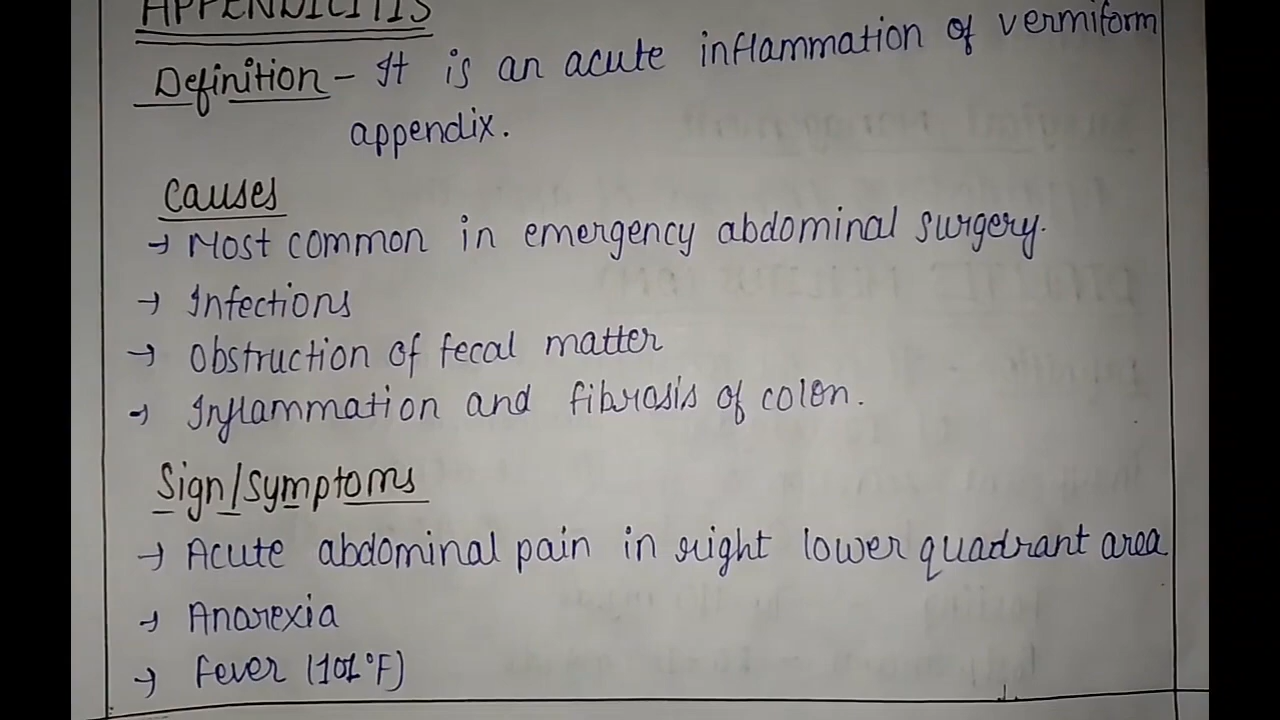 APPENDICITIS
Definition - It is an acute inflammation of vermiform
appendix.
Causes
→ Most common in emergency abdominal surgery.
→ Infections
→ Obstruction of fecal matter
→ Inflammation and fibrosis of colon.
Sign/Symptoms
→ Acute abdominal pain in right lower quadrant area
→ Anorexia
→ Fever (101°F)